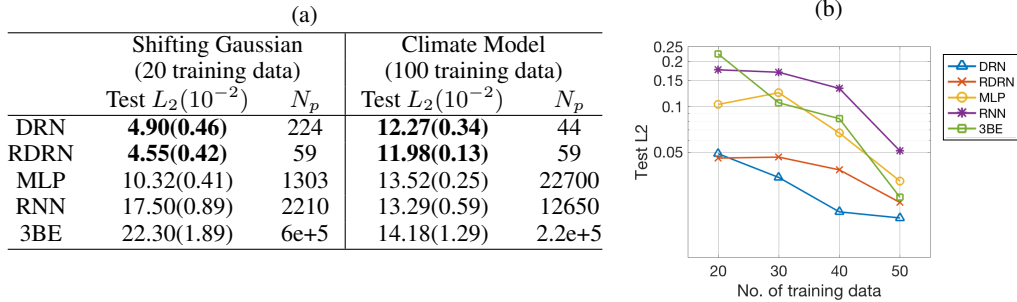 (a)
Shifting Gaussian Climate Model
(20 training data) (100 training data)
Test L₂(10⁻²) Nₚ Test L₂(10⁻²) Nₚ
DRN 4.90(0.46) 224 12.27(0.34) 44
RDRN 4.55(0.42) 59 11.98(0.13) 59
MLP 10.32(0.41) 1303 13.52(0.25) 22700
RNN 17.50(0.89) 2210 13.29(0.59) 12650
3BE 22.30(1.89) 6e+5 14.18(1.29) 2.2e+5
(b)
0.25
0.2
0.15
0.1
0.05
Test L2
20 30 40 50
No. of training data
DRN
RDRN
MLP
RNN
3BE